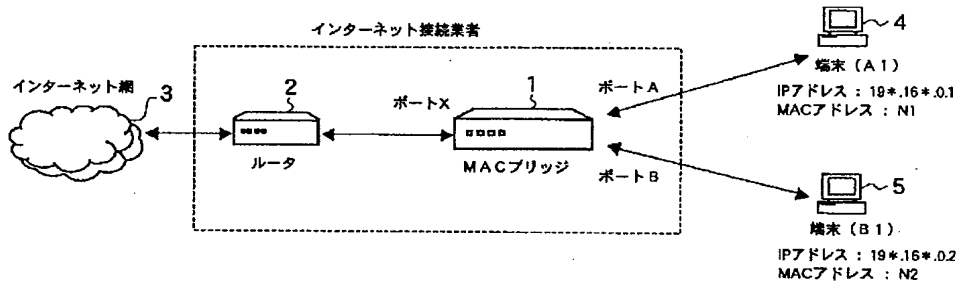 インターネット接続業者
インターネット網
3
2
ルータ
ポートX
1
MACブリッジ
ポートA
ポートB
4
端末(A1)
IPアドレス : 19*.16*.0.1
MACアドレス : N1
5
端末(B1)
IPアドレス : 19*.16*.0.2
MACアドレス : N2